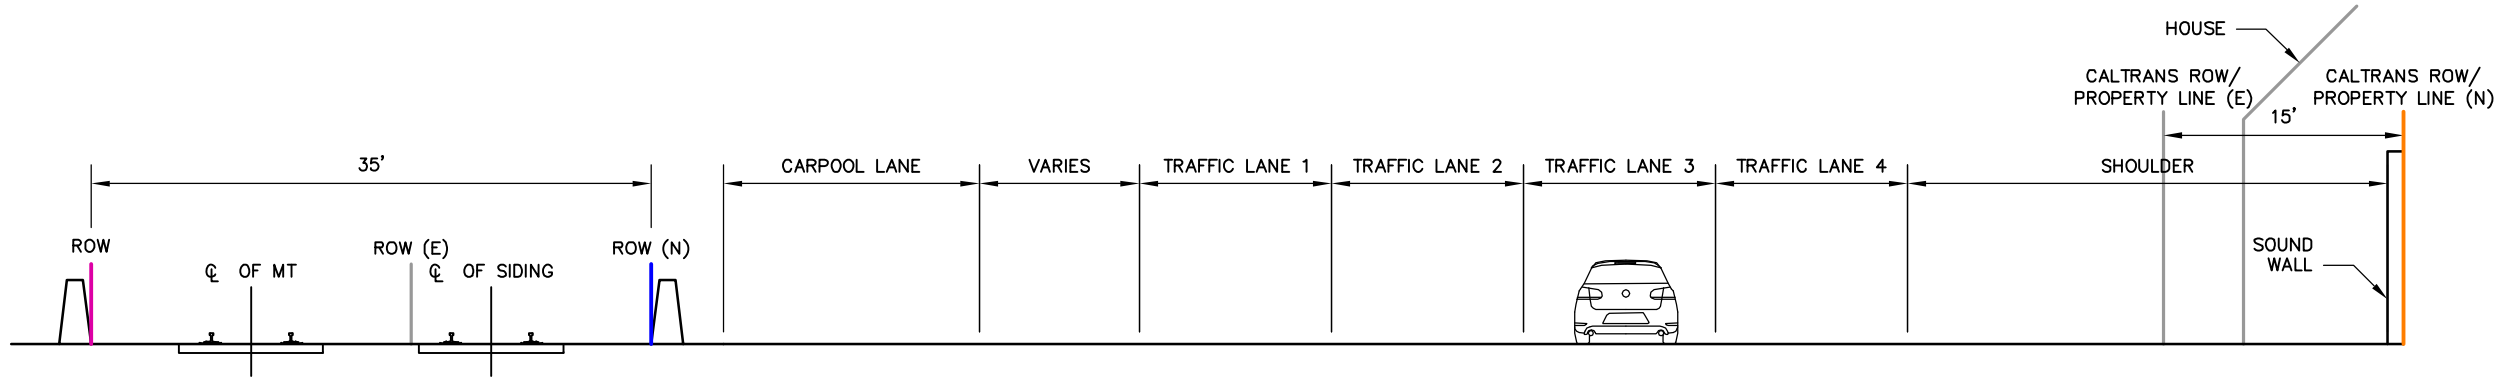 HOUSE
CALTRANS ROW/
PROPERTY LINE (E)
CALTRANS ROW/
PROPERTY LINE (N)
15'
35'
CARPOOL LANE
VARIES
TRAFFIC LANE 1
TRAFFIC LANE 2
TRAFFIC LANE 3
TRAFFIC LANE 4
SHOULDER
ROW
ROW (E)
ROW (N)
SOUND
WALL
℄ OF MT
℄ OF SIDING